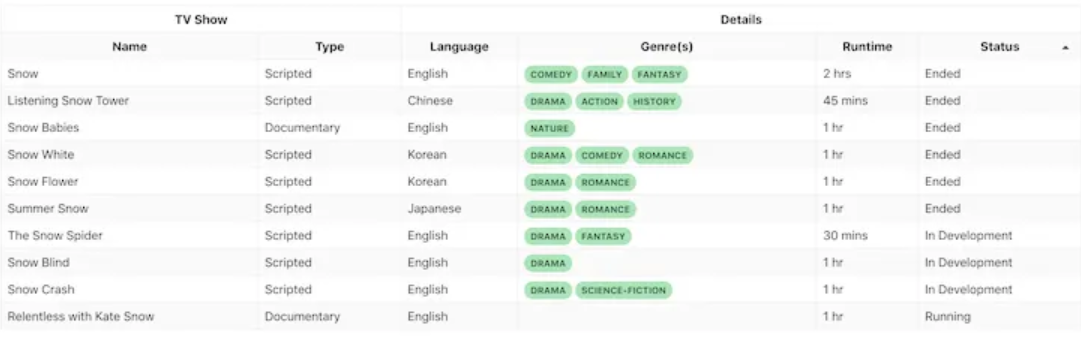 TV Show Details
Name Type Language Genre(s) Runtime Status
Snow Scripted English COMEDY FAMILY FANTASY 2 hrs Ended
Listening Snow Tower Scripted Chinese DRAMA ACTION HISTORY 45 mins Ended
Snow Babies Documentary English NATURE 1 hr Ended
Snow White Scripted Korean DRAMA COMEDY ROMANCE 1 hr Ended
Snow Flower Scripted Korean DRAMA ROMANCE 1 hr Ended
Summer Snow Scripted Japanese DRAMA ROMANCE 1 hr Ended
The Snow Spider Scripted English DRAMA FANTASY 30 mins In Development
Snow Blind Scripted English DRAMA 1 hr In Development
Snow Crash Scripted English DRAMA SCIENCE-FICTION 1 hr In Development
Relentless with Kate Snow Documentary English 1 hr Running